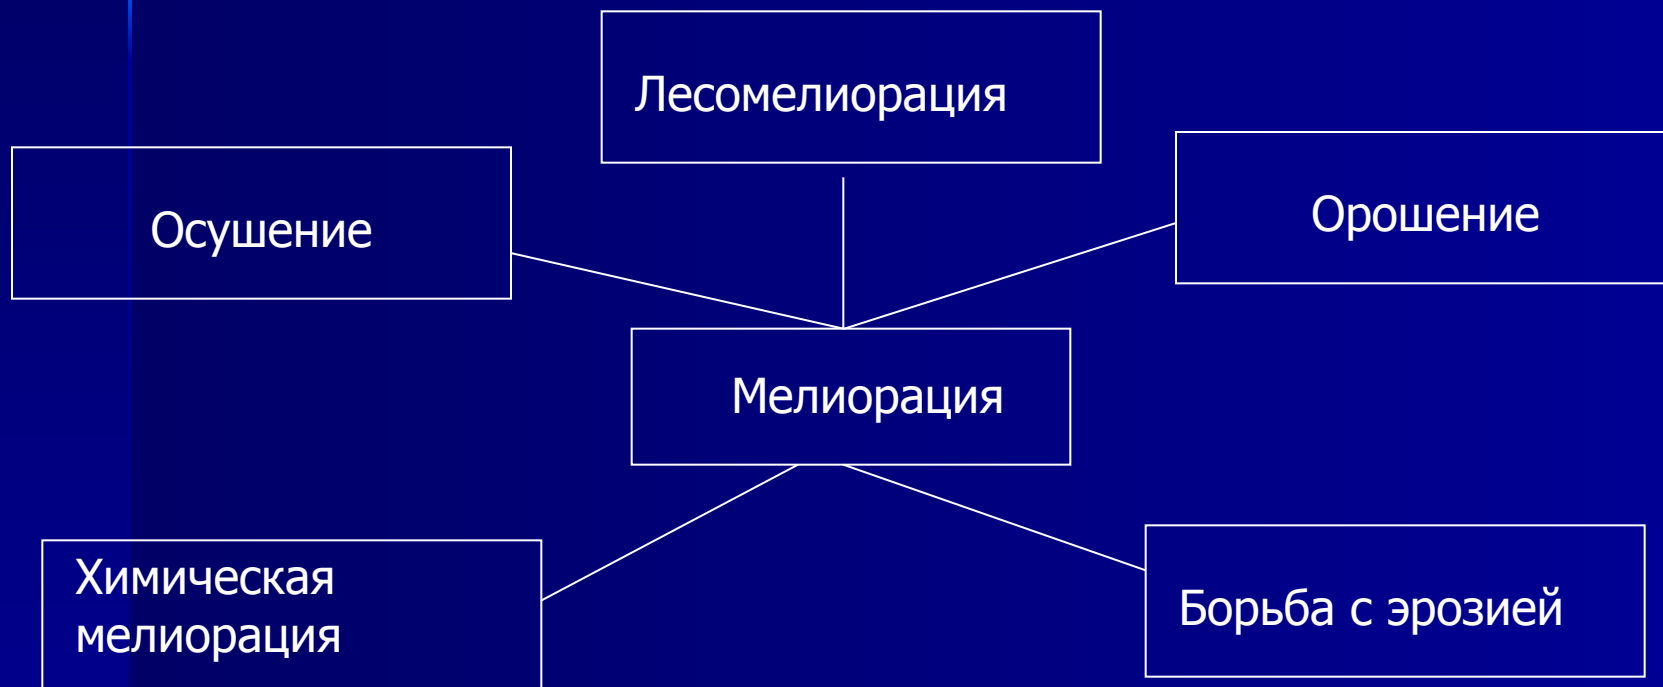 Лесомелиорация
Осушение
Орошение
Мелиорация
Химическая
мелиорация
Борьба с эрозией